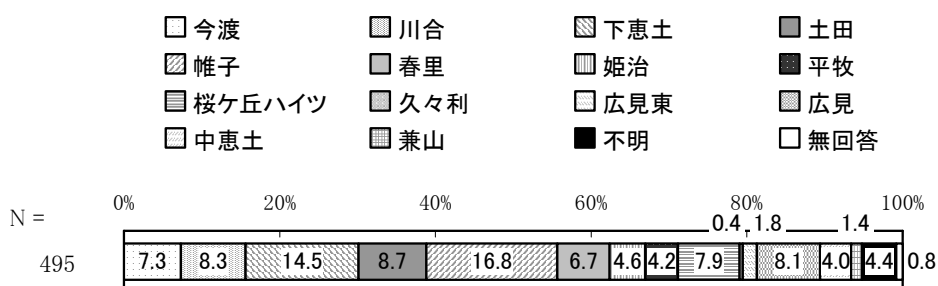 今渡 川合 下恵土 土田
帷子 春里 姫治 平牧
桜ケ丘ハイツ 久々利 広見東 広見
中恵土 兼山 不明 無回答
0% 20% 40% 60% 80% 100%
N =
0.4 1.8 1.4
495 7.3 8.3 14.5 8.7 16.8 6.7 4.6 4.2 7.9 8.1 4.0 4.4 0.8